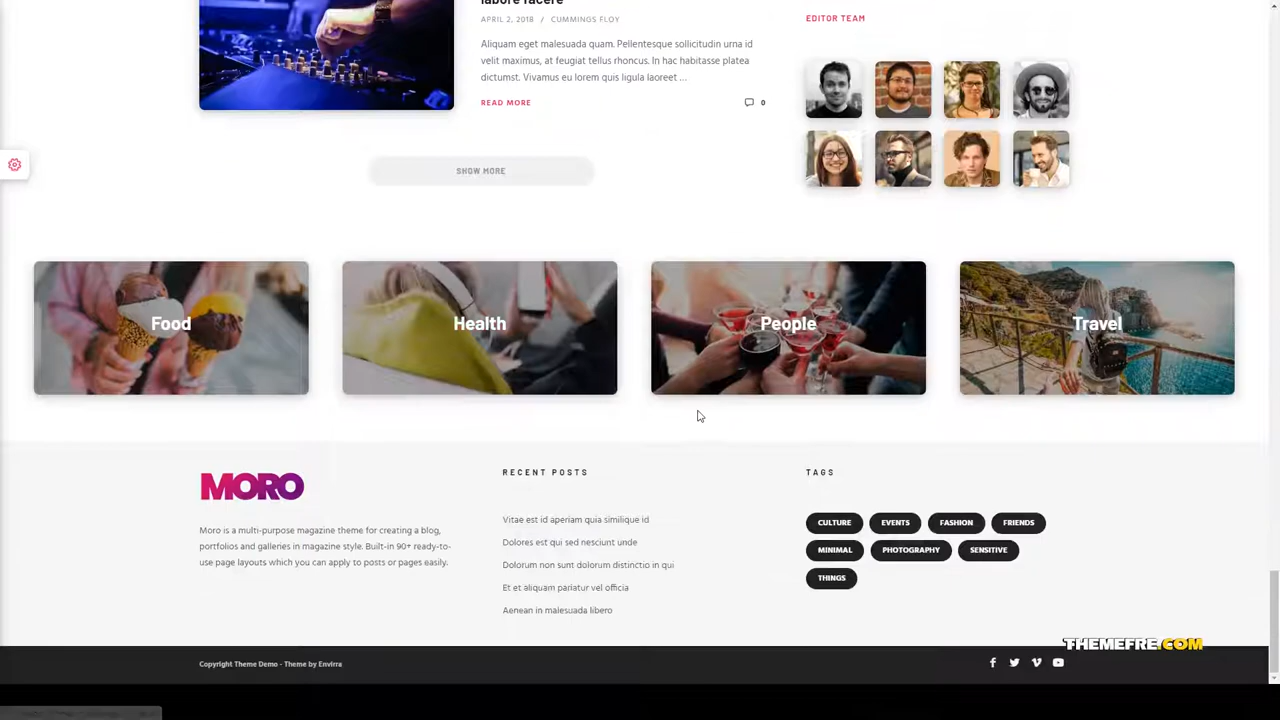 labore facere
APRIL 2, 2018 / CUMMINGS FLOY
Aliquam eget malesuada quam. Pellentesque sollicitudin urna id
velit maximus, at feugiat tellus rhoncus. In hac habitasse platea
dictumst. Vivamus eu lorem quis ligula laoreet ...
READ MORE
0
SHOW MORE
EDITOR TEAM
Food
Health
People
Travel
MORO
Moro is a multi-purpose magazine theme for creating a blog,
portfolios and galleries in magazine style. Built-in 90+ ready-to-
use page layouts which you can apply to posts or pages easily.
RECENT POSTS
Vitae est id aperiam quia similique id
Dolores est qui sed nesciunt unde
Dolorum non sunt dolorum distinctio in qui
Et et aliquam pariatur vel officia
Aenean in malesuada libero
TAGS
CULTURE EVENTS FASHION FRIENDS
MINIMAL PHOTOGRAPHY SENSITIVE
THINGS
THEMEFRE.COM
Copyright Theme Demo - Theme by Envirra